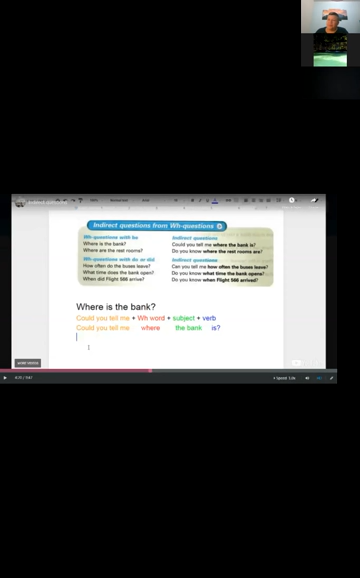 Indirect questions from Wh-questions
Wh-questions with be
Where is the bank?
Where are the rest rooms?
Indirect questions
Could you tell me where the bank is?
Do you know where the rest rooms are?
Wh-questions with do or did
How often do the buses leave?
What time does the bank open?
When did Flight 566 arrive?
Indirect questions
Can you tell me how often the buses leave?
Do you know what time the bank opens?
Do you know when Flight 566 arrived?
Where is the bank?
Could you tell me + Wh word + subject + verb
Could you tell me where the bank is?
MORE VIDEOS